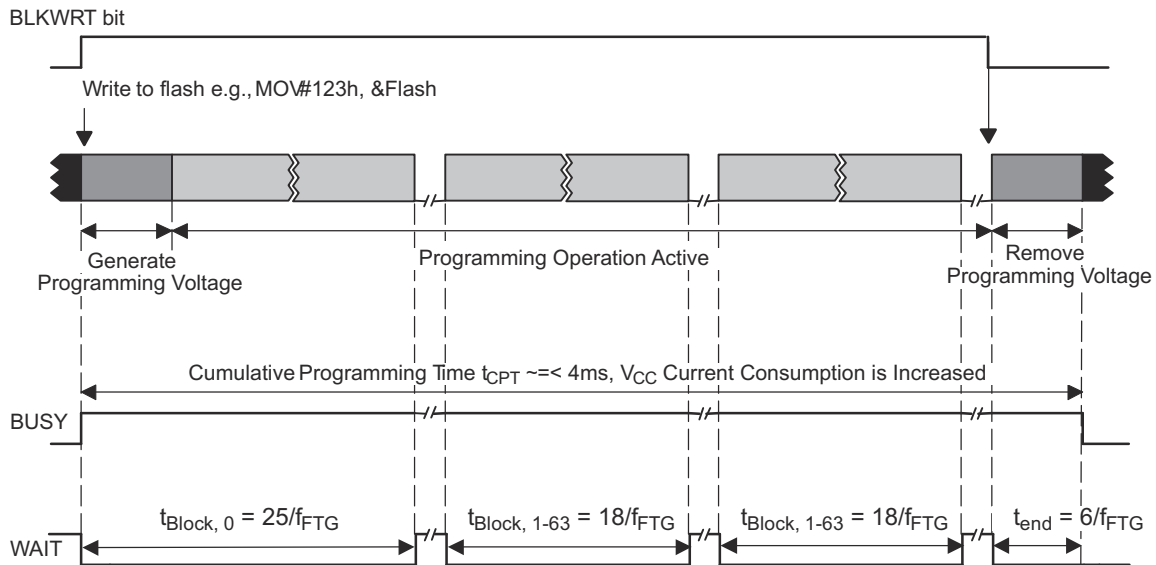 BLKWRT bit
Write to flash e.g., MOV#123h, &Flash
Generate
Programming Voltage
Programming Operation Active
Remove
Programming Voltage
Cumulative Programming Time tCPT ~=< 4ms, VCC Current Consumption is Increased
BUSY
tBlock, 0 = 25/fFTG
tBlock, 1-63 = 18/fFTG
tBlock, 1-63 = 18/fFTG
tend = 6/fFTG
WAIT